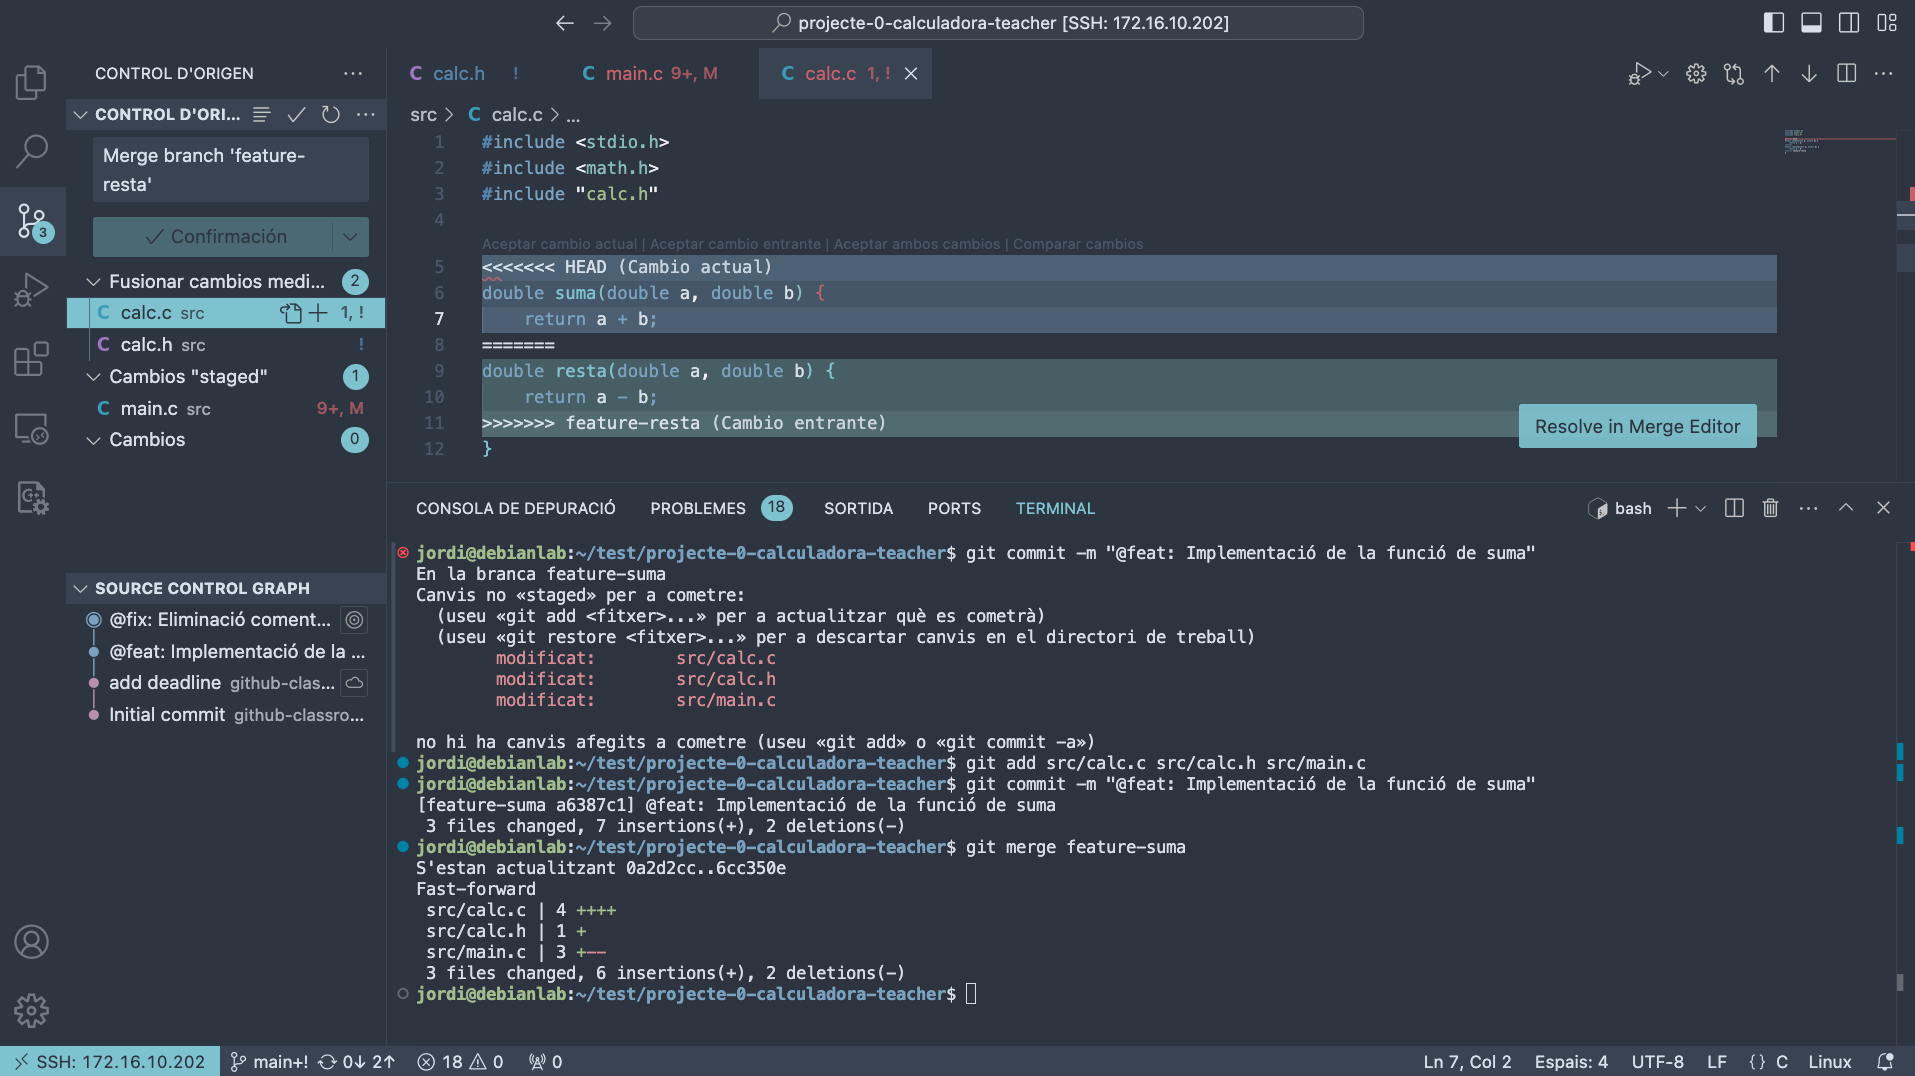 projecte-0-calculadora-teacher [SSH: 172.16.10.202]
CONTROL D'ORIGEN
CONTROL D'ORI...
Merge branch 'feature-
resta'
Confirmación
3
Fusionar cambios medi... 2
C calc.c src 1, !
C calc.h src !
Cambios "staged" 1
C main.c src 9+, M
Cambios 0
SOURCE CONTROL GRAPH
@fix: Eliminació coment...
@feat: Implementació de la ...
add deadline github-clas...
Initial commit github-classro...
C calc.h !
C main.c 9+, M
C calc.c 1, !
src > C calc.c > ...
1 #include <stdio.h>
2 #include <math.h>
3 #include "calc.h"
4
Aceptar cambio actual | Aceptar cambio entrante | Aceptar ambos cambios | Comparar cambios
5 <<<<<<< HEAD (Cambio actual)
6 double suma(double a, double b) {
7     return a + b;
8 =======
9 double resta(double a, double b) {
10     return a - b;
11 >>>>>>> feature-resta (Cambio entrante)
12 }
Resolve in Merge Editor
CONSOLA DE DEPURACIÓ PROBLEMES 18 SORTIDA PORTS TERMINAL
bash
jordi@debianlab:~/test/projecte-0-calculadora-teacher$ git commit -m "@feat: Implementació de la funció de suma"
En la branca feature-suma
Canvis no «staged» per a cometre:
  (useu «git add <fitxer>...» per a actualitzar què es cometrà)
  (useu «git restore <fitxer>...» per a descartar canvis en el directori de treball)
        modificat:        src/calc.c
        modificat:        src/calc.h
        modificat:        src/main.c
no hi ha canvis afegits a cometre (useu «git add» o «git commit -a»)
jordi@debianlab:~/test/projecte-0-calculadora-teacher$ git add src/calc.c src/calc.h src/main.c
jordi@debianlab:~/test/projecte-0-calculadora-teacher$ git commit -m "@feat: Implementació de la funció de suma"
[feature-suma a6387c1] @feat: Implementació de la funció de suma
 3 files changed, 7 insertions(+), 2 deletions(-)
jordi@debianlab:~/test/projecte-0-calculadora-teacher$ git merge feature-suma
S'estan actualitzant 0a2d2cc..6cc350e
Fast-forward
 src/calc.c | 4 ++++
 src/calc.h | 1 +
 src/main.c | 3 +--
 3 files changed, 6 insertions(+), 2 deletions(-)
jordi@debianlab:~/test/projecte-0-calculadora-teacher$
SSH: 172.16.10.202 main+! 0↓ 2↑ 18 0 0
Ln 7, Col 2 Espais: 4 UTF-8 LF {} C Linux